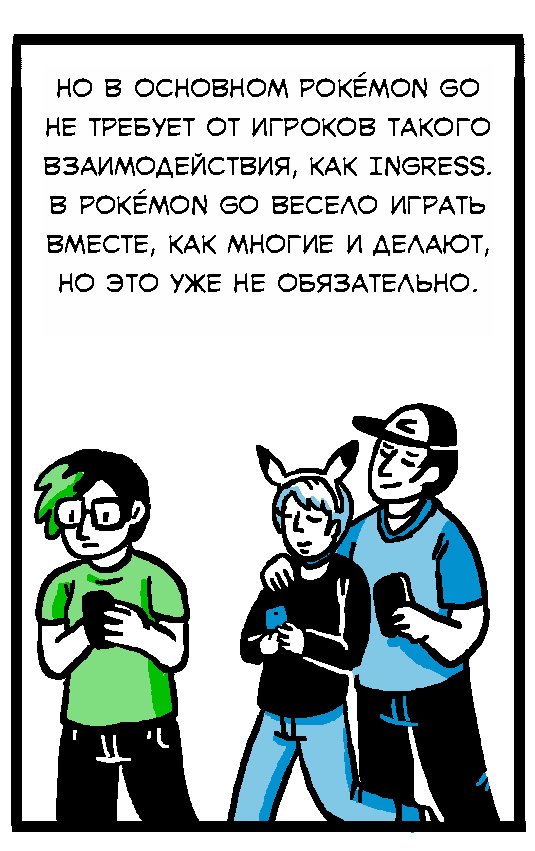 НО В ОСНОВНОМ POKÉMON GO
НЕ ТРЕБУЕТ ОТ ИГРОКОВ ТАКОГО
ВЗАИМОДЕЙСТВИЯ, КАК INGRESS.
В POKÉMON GO ВЕСЕЛО ИГРАТЬ
ВМЕСТЕ, КАК МНОГИЕ И ДЕЛАЮТ,
НО ЭТО УЖЕ НЕ ОБЯЗАТЕЛЬНО.